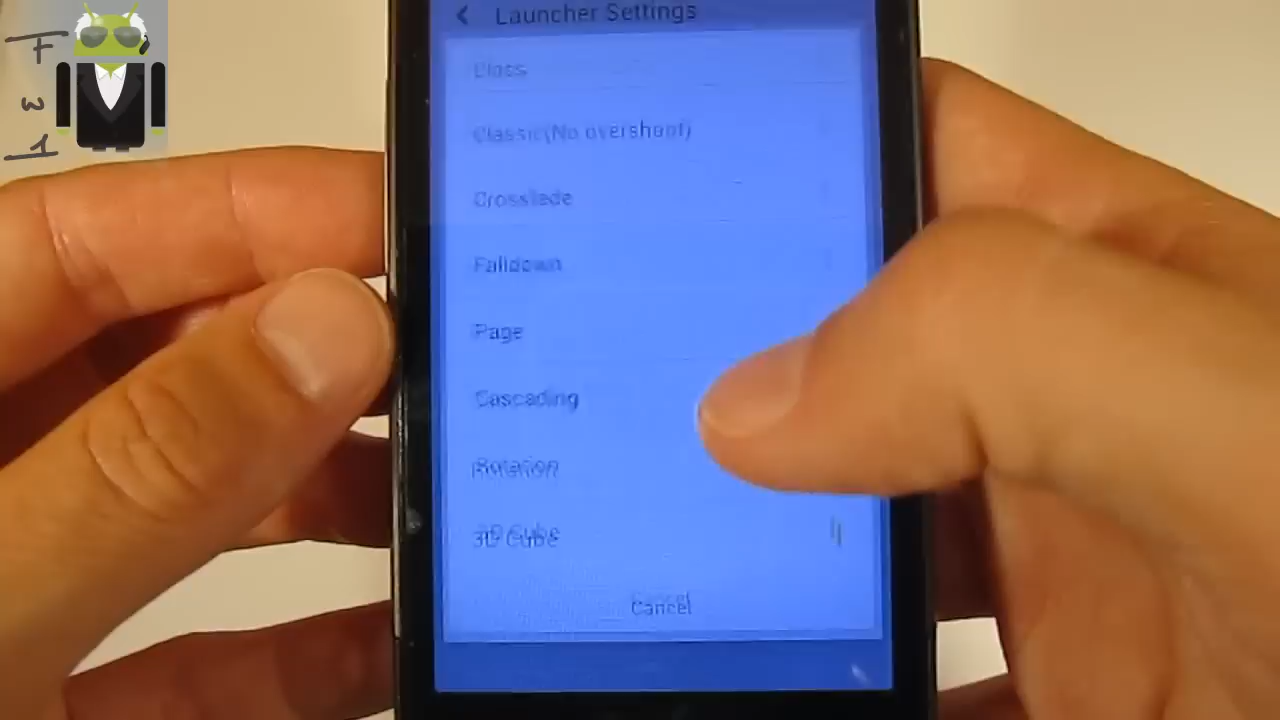 F
W
1
Launcher Settings
Classic(No overshoot)
Crossfade
Falldown
Page
Cascading
Rotation
3D Cube
Cancel